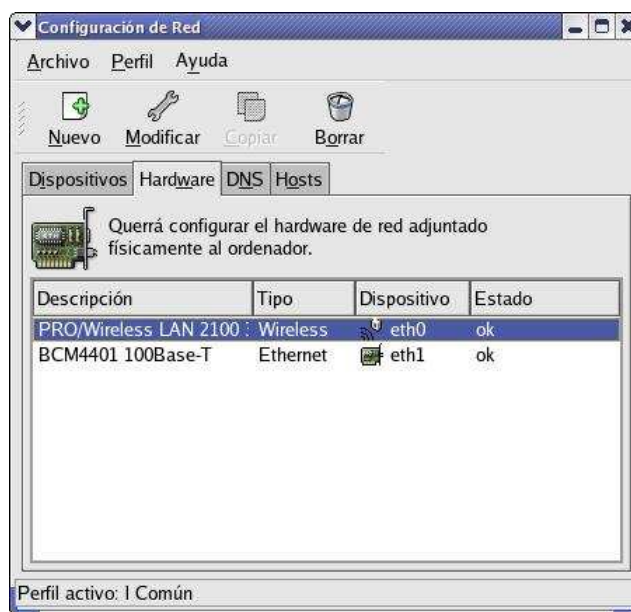 Configuración de Red
Archivo Perfil Ayuda
Nuevo Modificar Copiar Borrar
Dispositivos Hardware DNS Hosts
Querrá configurar el hardware de red adjuntado
físicamente al ordenador.
Descripción Tipo Dispositivo Estado
PRO/Wireless LAN 2100 Wireless eth0 ok
BCM4401 100Base-T Ethernet eth1 ok
Perfil activo: l Común